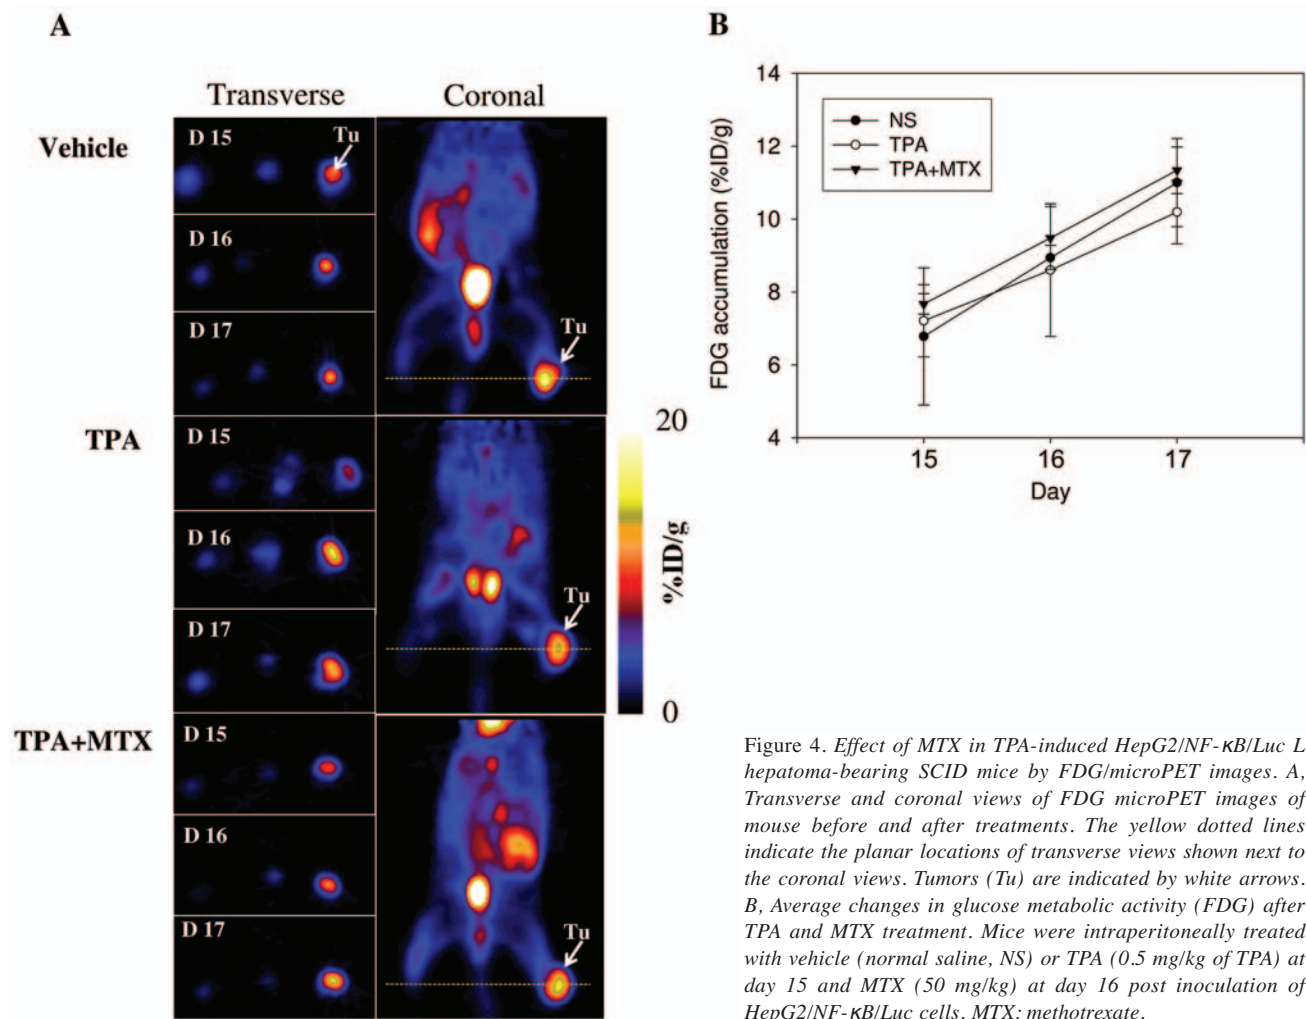 A
Transverse
Coronal
Vehicle
D 15
Tu
D 16
D 17
Tu
TPA
D 15
D 16
D 17
Tu
20
%ID/g
0
TPA+MTX
D 15
D 16
D 17
Tu
B
14
12
10
8
6
4
FDG accumulation (%ID/g)
NS
TPA
TPA+MTX
15
16
17
Day
Figure 4. Effect of MTX in TPA-induced HepG2/NF-κB/Luc L
hepatoma-bearing SCID mice by FDG/microPET images. A,
Transverse and coronal views of FDG microPET images of
mouse before and after treatments. The yellow dotted lines
indicate the planar locations of transverse views shown next to
the coronal views. Tumors (Tu) are indicated by white arrows.
B, Average changes in glucose metabolic activity (FDG) after
TPA and MTX treatment. Mice were intraperitoneally treated
with vehicle (normal saline, NS) or TPA (0.5 mg/kg of TPA) at
day 15 and MTX (50 mg/kg) at day 16 post inoculation of
HepG2/NF-κB/Luc cells. MTX: methotrexate.